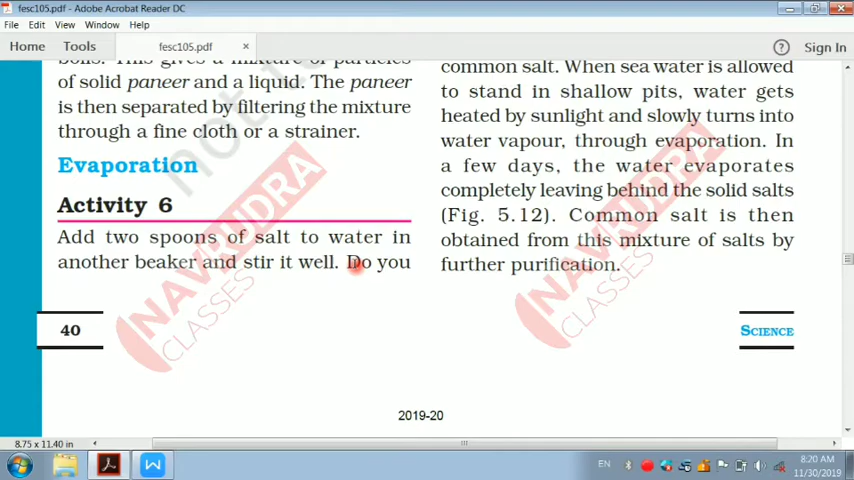 fesc105.pdf - Adobe Acrobat Reader DC
File Edit View Window Help
Home Tools fesc105.pdf × ? Sign In
boils. This gives a mixture of particles
of solid paneer and a liquid. The paneer
is then separated by filtering the mixture
through a fine cloth or a strainer.
Evaporation
Activity 6
Add two spoons of salt to water in
another beaker and stir it well. Do you
40
common salt. When sea water is allowed
to stand in shallow pits, water gets
heated by sunlight and slowly turns into
water vapour, through evaporation. In
a few days, the water evaporates
completely leaving behind the solid salts
(Fig. 5.12). Common salt is then
obtained from this mixture of salts by
further purification.
SCIENCE
not to
NAVRUDRA
CLASSES
NAVRUDRA
CLASSES
2019-20
8.75 x 11.40 in
EN
8:20 AM
11/30/2019